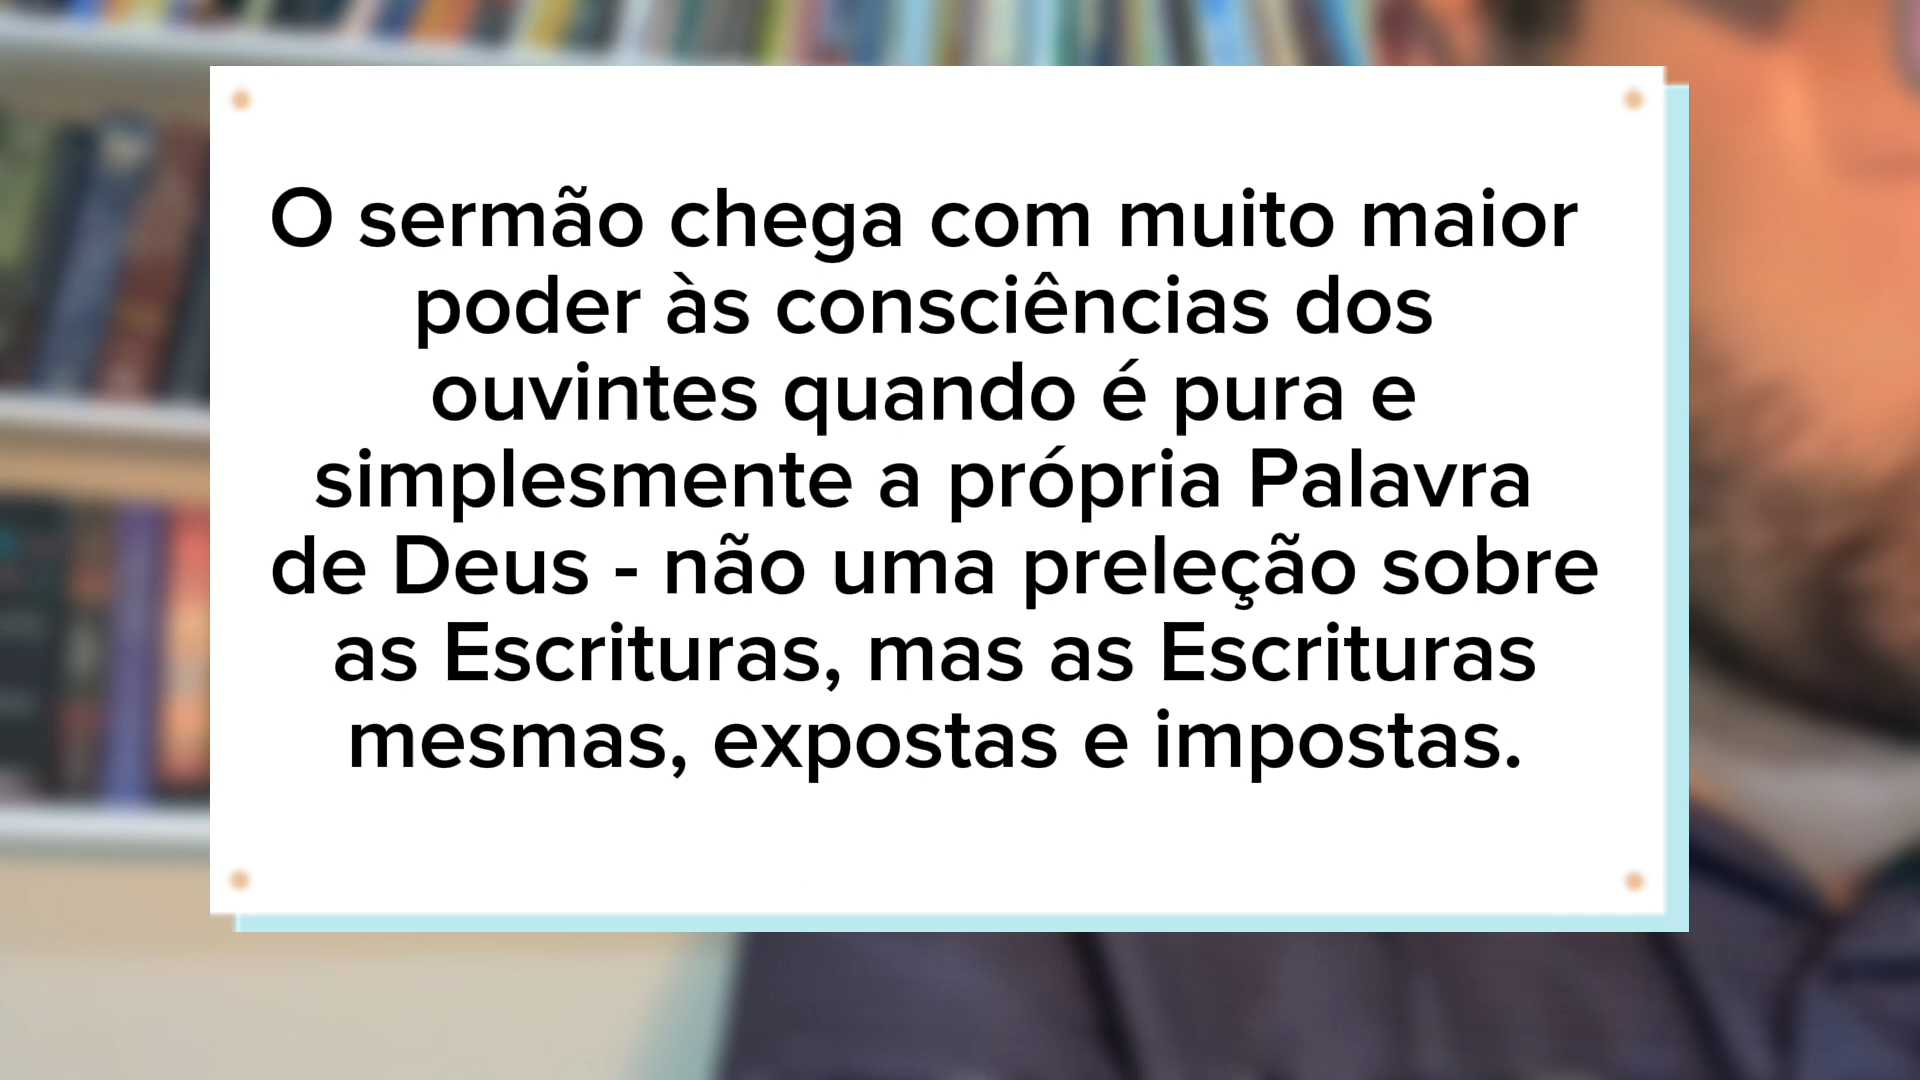 O sermão chega com muito maior
poder às consciências dos
ouvintes quando é pura e
simplesmente a própria Palavra
de Deus - não uma preleção sobre
as Escrituras, mas as Escrituras
mesmas, expostas e impostas.